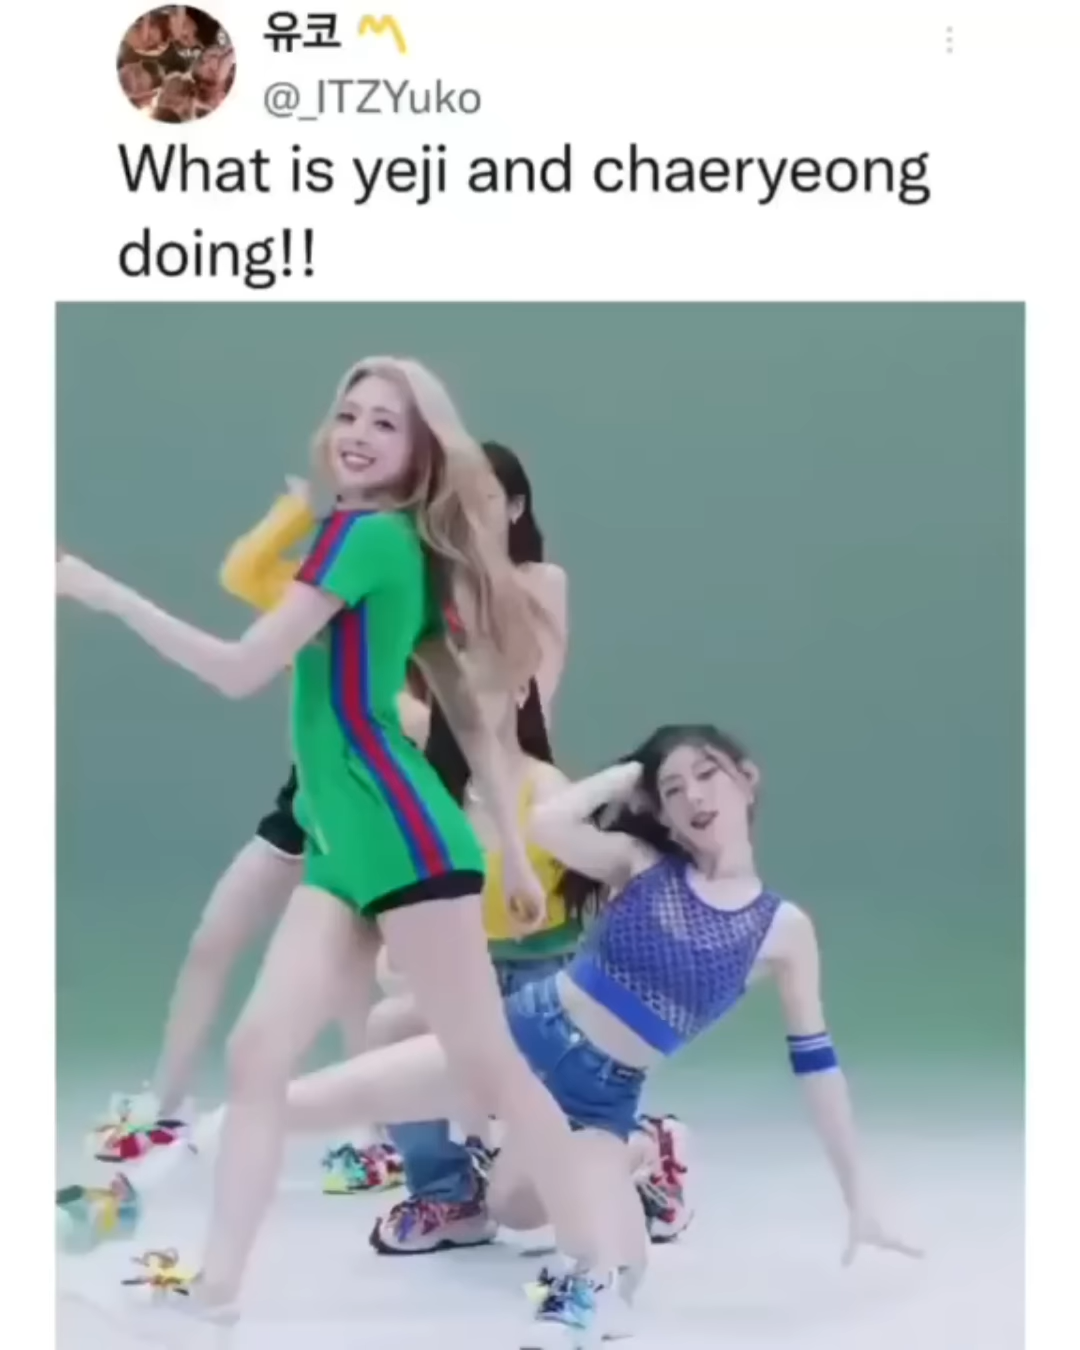 유코
@_ITZYuko
What is yeji and chaeryeong
doing!!